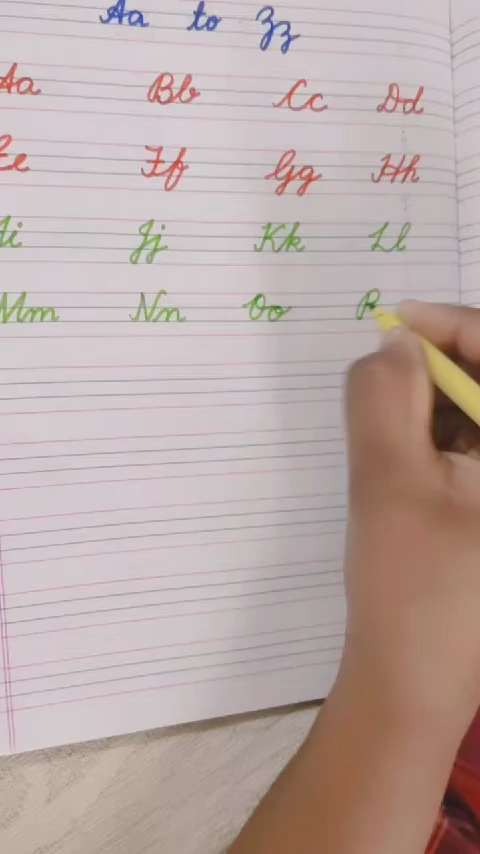 Aa to Zz
Aa Bb Cc Dd
Ee Ff Gg Hh
Ii Jj Kk Ll
Mm Nn Oo P